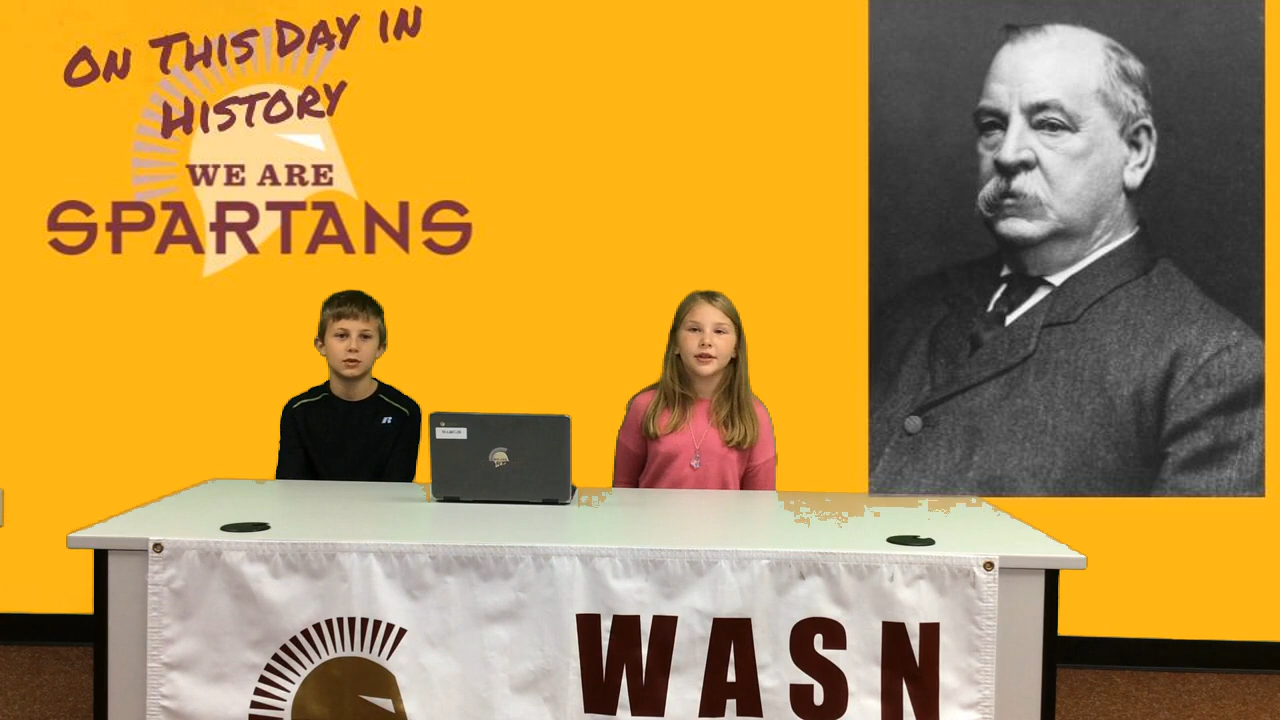 On This Day in
History
WE ARE
SPARTANS
R
WASN